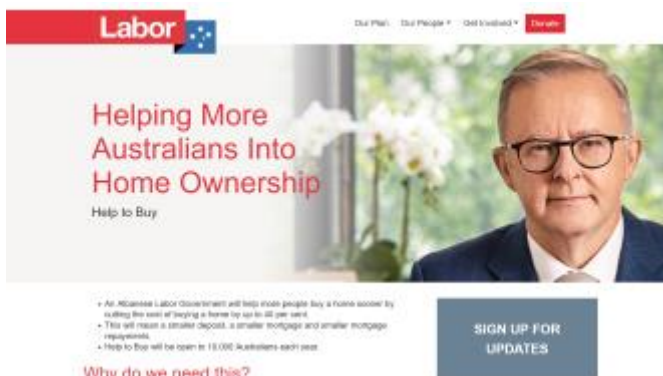 Labor
Our Plan Our People Get Involved Donate
Helping More
Australians Into
Home Ownership
Help to Buy
An Albanese Labor Government will help more people buy a home sooner by
cutting the cost of buying a home by up to 40 per cent.
This will mean a smaller deposit, a smaller mortgage and smaller mortgage
repayments.
Help to Buy will be open to 10,000 Australians each year.
SIGN UP FOR
UPDATES
Why do we need this?